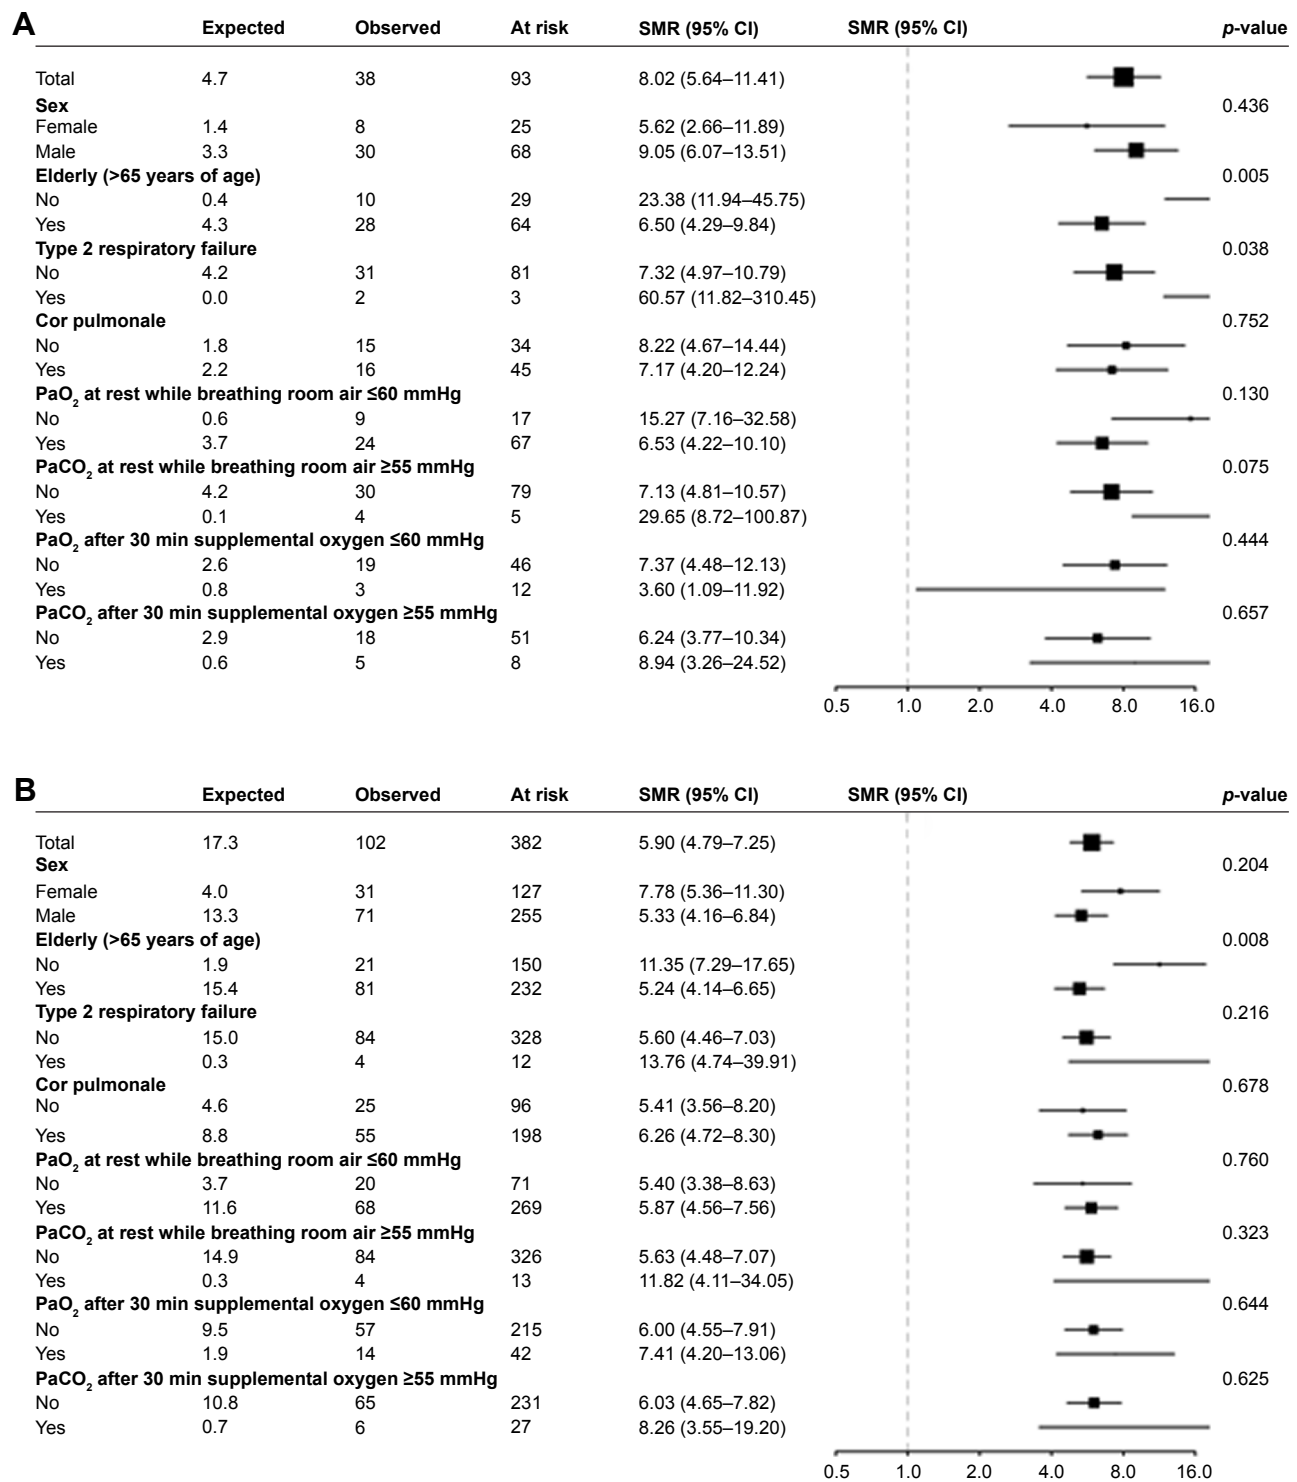 A
Expected Observed At risk SMR (95% CI) SMR (95% CI) p-value
Total 4.7 38 93 8.02 (5.64–11.41)
Sex 0.436
Female 1.4 8 25 5.62 (2.66–11.89)
Male 3.3 30 68 9.05 (6.07–13.51)
Elderly (>65 years of age) 0.005
No 0.4 10 29 23.38 (11.94–45.75)
Yes 4.3 28 64 6.50 (4.29–9.84)
Type 2 respiratory failure 0.038
No 4.2 31 81 7.32 (4.97–10.79)
Yes 0.0 2 3 60.57 (11.82–310.45)
Cor pulmonale 0.752
No 1.8 15 34 8.22 (4.67–14.44)
Yes 2.2 16 45 7.17 (4.20–12.24)
PaO2 at rest while breathing room air ≤60 mmHg 0.130
No 0.6 9 17 15.27 (7.16–32.58)
Yes 3.7 24 67 6.53 (4.22–10.10)
PaCO2 at rest while breathing room air ≥55 mmHg 0.075
No 4.2 30 79 7.13 (4.81–10.57)
Yes 0.1 4 5 29.65 (8.72–100.87)
PaO2 after 30 min supplemental oxygen ≤60 mmHg 0.444
No 2.6 19 46 7.37 (4.48–12.13)
Yes 0.8 3 12 3.60 (1.09–11.92)
PaCO2 after 30 min supplemental oxygen ≥55 mmHg 0.657
No 2.9 18 51 6.24 (3.77–10.34)
Yes 0.6 5 8 8.94 (3.26–24.52)
0.5 1.0 2.0 4.0 8.0 16.0
B
Expected Observed At risk SMR (95% CI) SMR (95% CI) p-value
Total 17.3 102 382 5.90 (4.79–7.25)
Sex 0.204
Female 4.0 31 127 7.78 (5.36–11.30)
Male 13.3 71 255 5.33 (4.16–6.84)
Elderly (>65 years of age) 0.008
No 1.9 21 150 11.35 (7.29–17.65)
Yes 15.4 81 232 5.24 (4.14–6.65)
Type 2 respiratory failure 0.216
No 15.0 84 328 5.60 (4.46–7.03)
Yes 0.3 4 12 13.76 (4.74–39.91)
Cor pulmonale 0.678
No 4.6 25 96 5.41 (3.56–8.20)
Yes 8.8 55 198 6.26 (4.72–8.30)
PaO2 at rest while breathing room air ≤60 mmHg 0.760
No 3.7 20 71 5.40 (3.38–8.63)
Yes 11.6 68 269 5.87 (4.56–7.56)
PaCO2 at rest while breathing room air ≥55 mmHg 0.323
No 14.9 84 326 5.63 (4.48–7.07)
Yes 0.3 4 13 11.82 (4.11–34.05)
PaO2 after 30 min supplemental oxygen ≤60 mmHg 0.644
No 9.5 57 215 6.00 (4.55–7.91)
Yes 1.9 14 42 7.41 (4.20–13.06)
PaCO2 after 30 min supplemental oxygen ≥55 mmHg 0.625
No 10.8 65 231 6.03 (4.65–7.82)
Yes 0.7 6 27 8.26 (3.55–19.20)
0.5 1.0 2.0 4.0 8.0 16.0